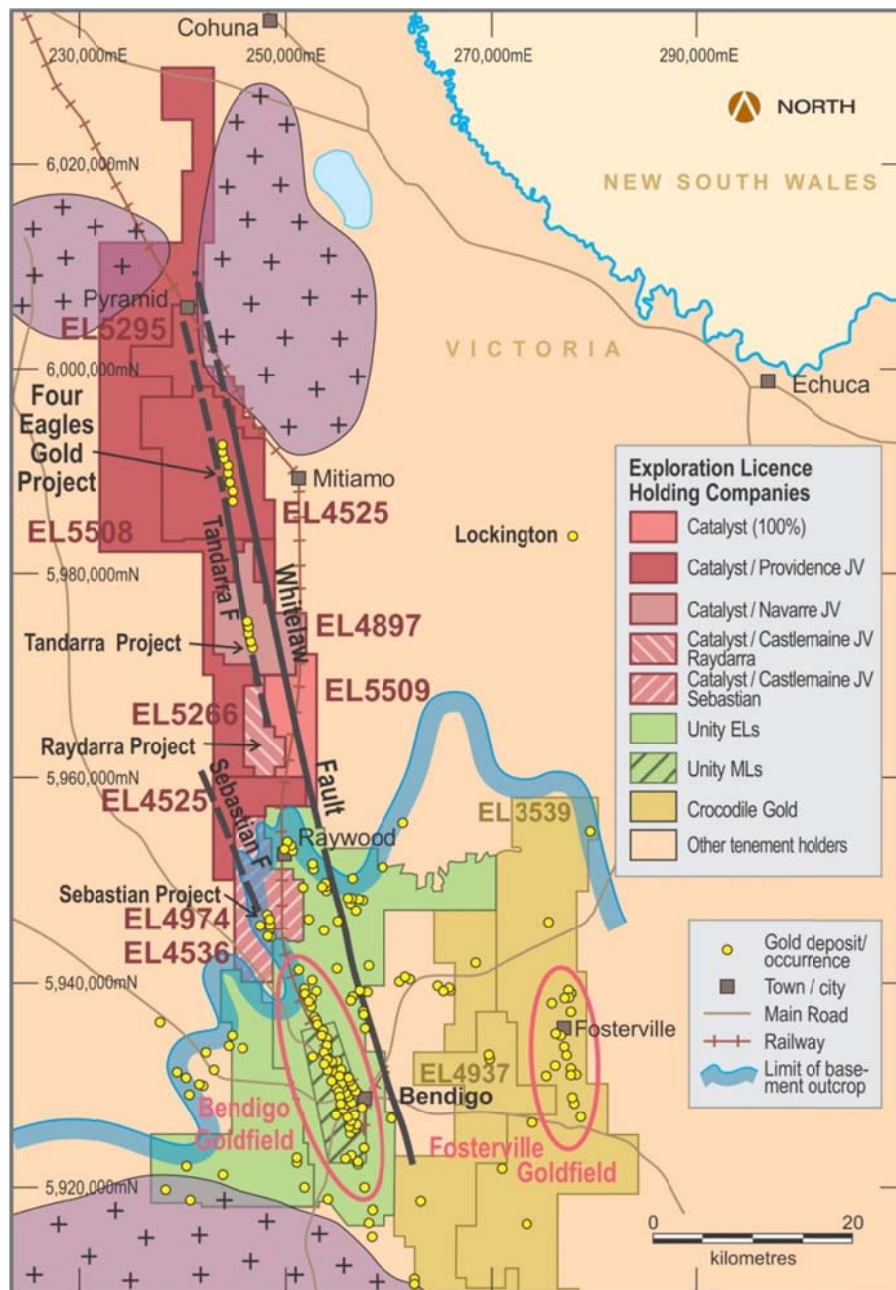 Cohuna
230,000mE
250,000mE
270,000mE
290,000mE
NORTH
6,020,000mN
NEW SOUTH WALES
Pyramid
EL5295
VICTORIA
6,000,000mN
Echuca
Four
Eagles
Gold
Project
Mitiamo
EL4525
EL5508
Lockington
5,980,000mN
Tandarra F
Whitelaw
Fault
EL4897
Tandarra Project
EL5509
EL5266
Raydarra Project
5,960,000mN
EL4525
Sebastian F
EL3539
Raywood
Sebastian Project
EL4974
EL4536
5,940,000mN
Fosterville
EL4937
Bendigo
Bendigo
Goldfield
Fosterville
Goldfield
5,920,000mN
Exploration Licence
Holding Companies
Catalyst (100%)
Catalyst / Providence JV
Catalyst / Navarre JV
Catalyst / Castlemaine JV
Raydarra
Catalyst / Castlemaine JV
Sebastian
Unity ELs
Unity MLs
Crocodile Gold
Other tenement holders
Gold deposit/
occurrence
Town / city
Main Road
Railway
Limit of base-
ment outcrop
0 20
kilometres